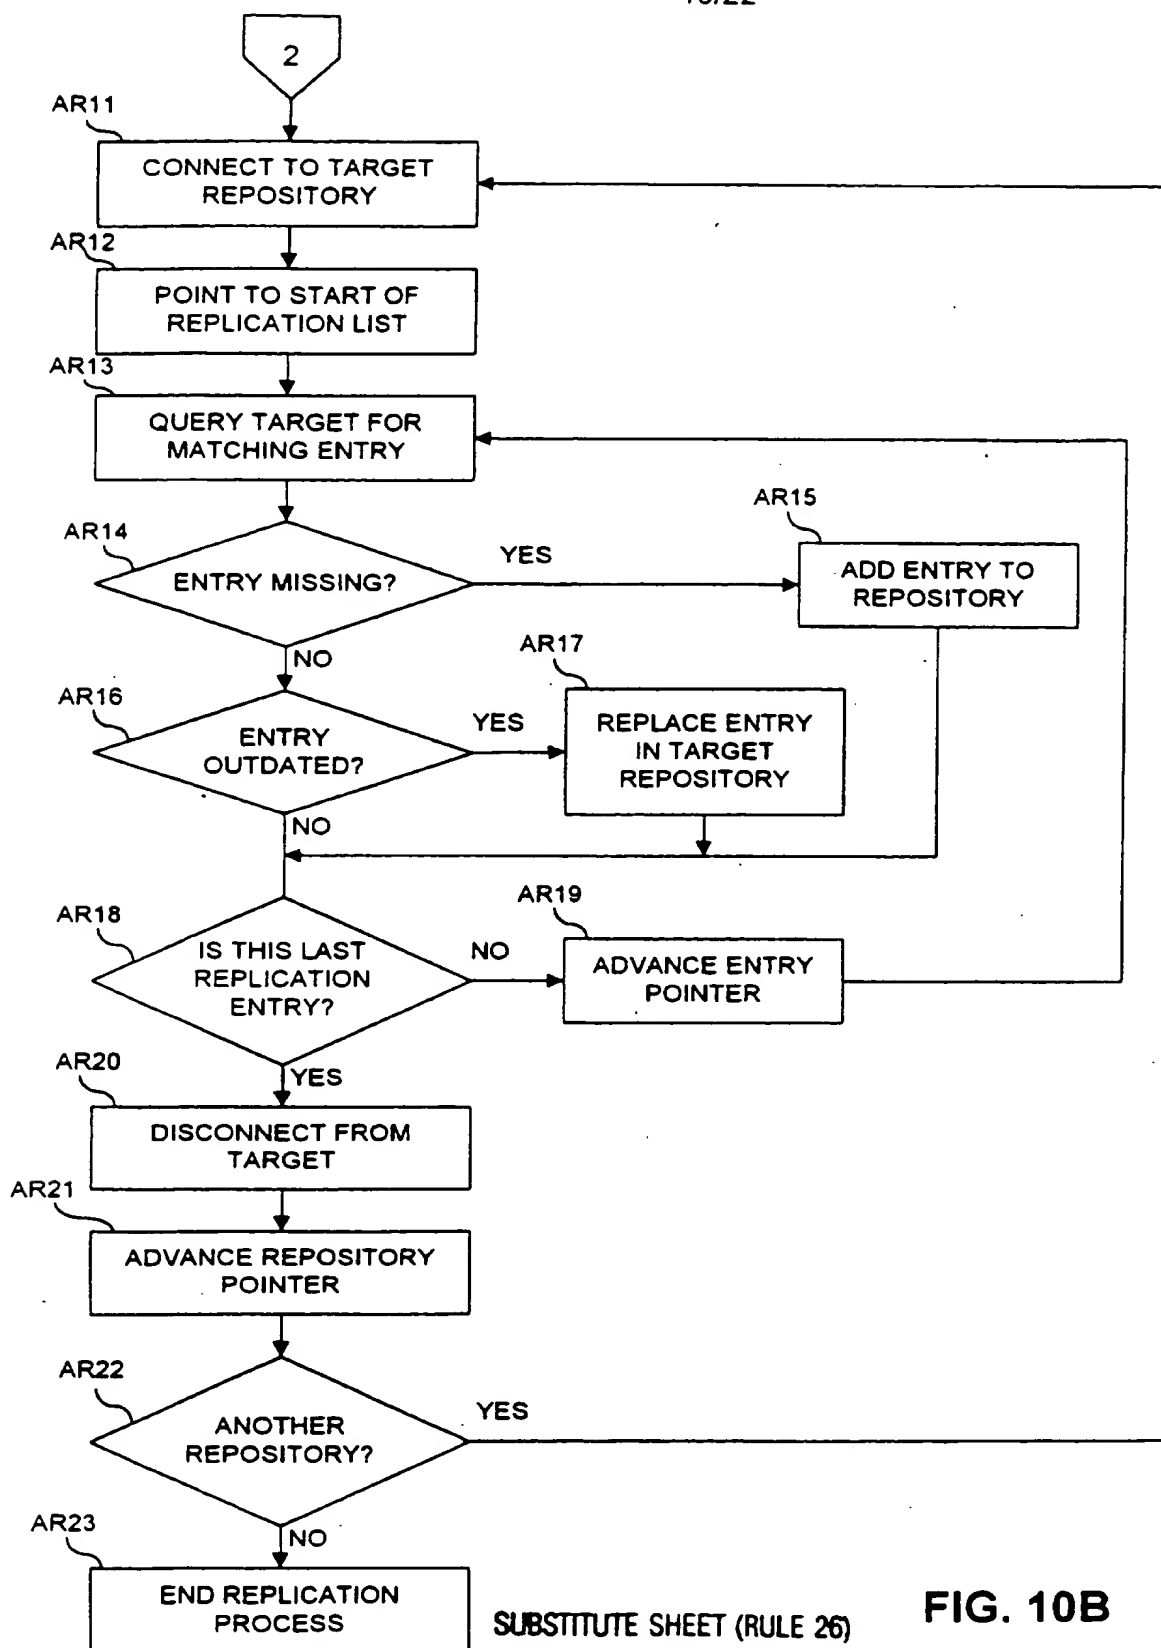 2
AR11
CONNECT TO TARGET
REPOSITORY
AR12
POINT TO START OF
REPLICATION LIST
AR13
QUERY TARGET FOR
MATCHING ENTRY
AR14
ENTRY MISSING?
YES
AR15
ADD ENTRY TO
REPOSITORY
NO
AR16
ENTRY
OUTDATED?
YES
AR17
REPLACE ENTRY
IN TARGET
REPOSITORY
NO
AR18
IS THIS LAST
REPLICATION
ENTRY?
NO
AR19
ADVANCE ENTRY
POINTER
YES
AR20
DISCONNECT FROM
TARGET
AR21
ADVANCE REPOSITORY
POINTER
AR22
ANOTHER
REPOSITORY?
YES
NO
AR23
END REPLICATION
PROCESS
SUBSTITUTE SHEET (RULE 26)
FIG. 10B